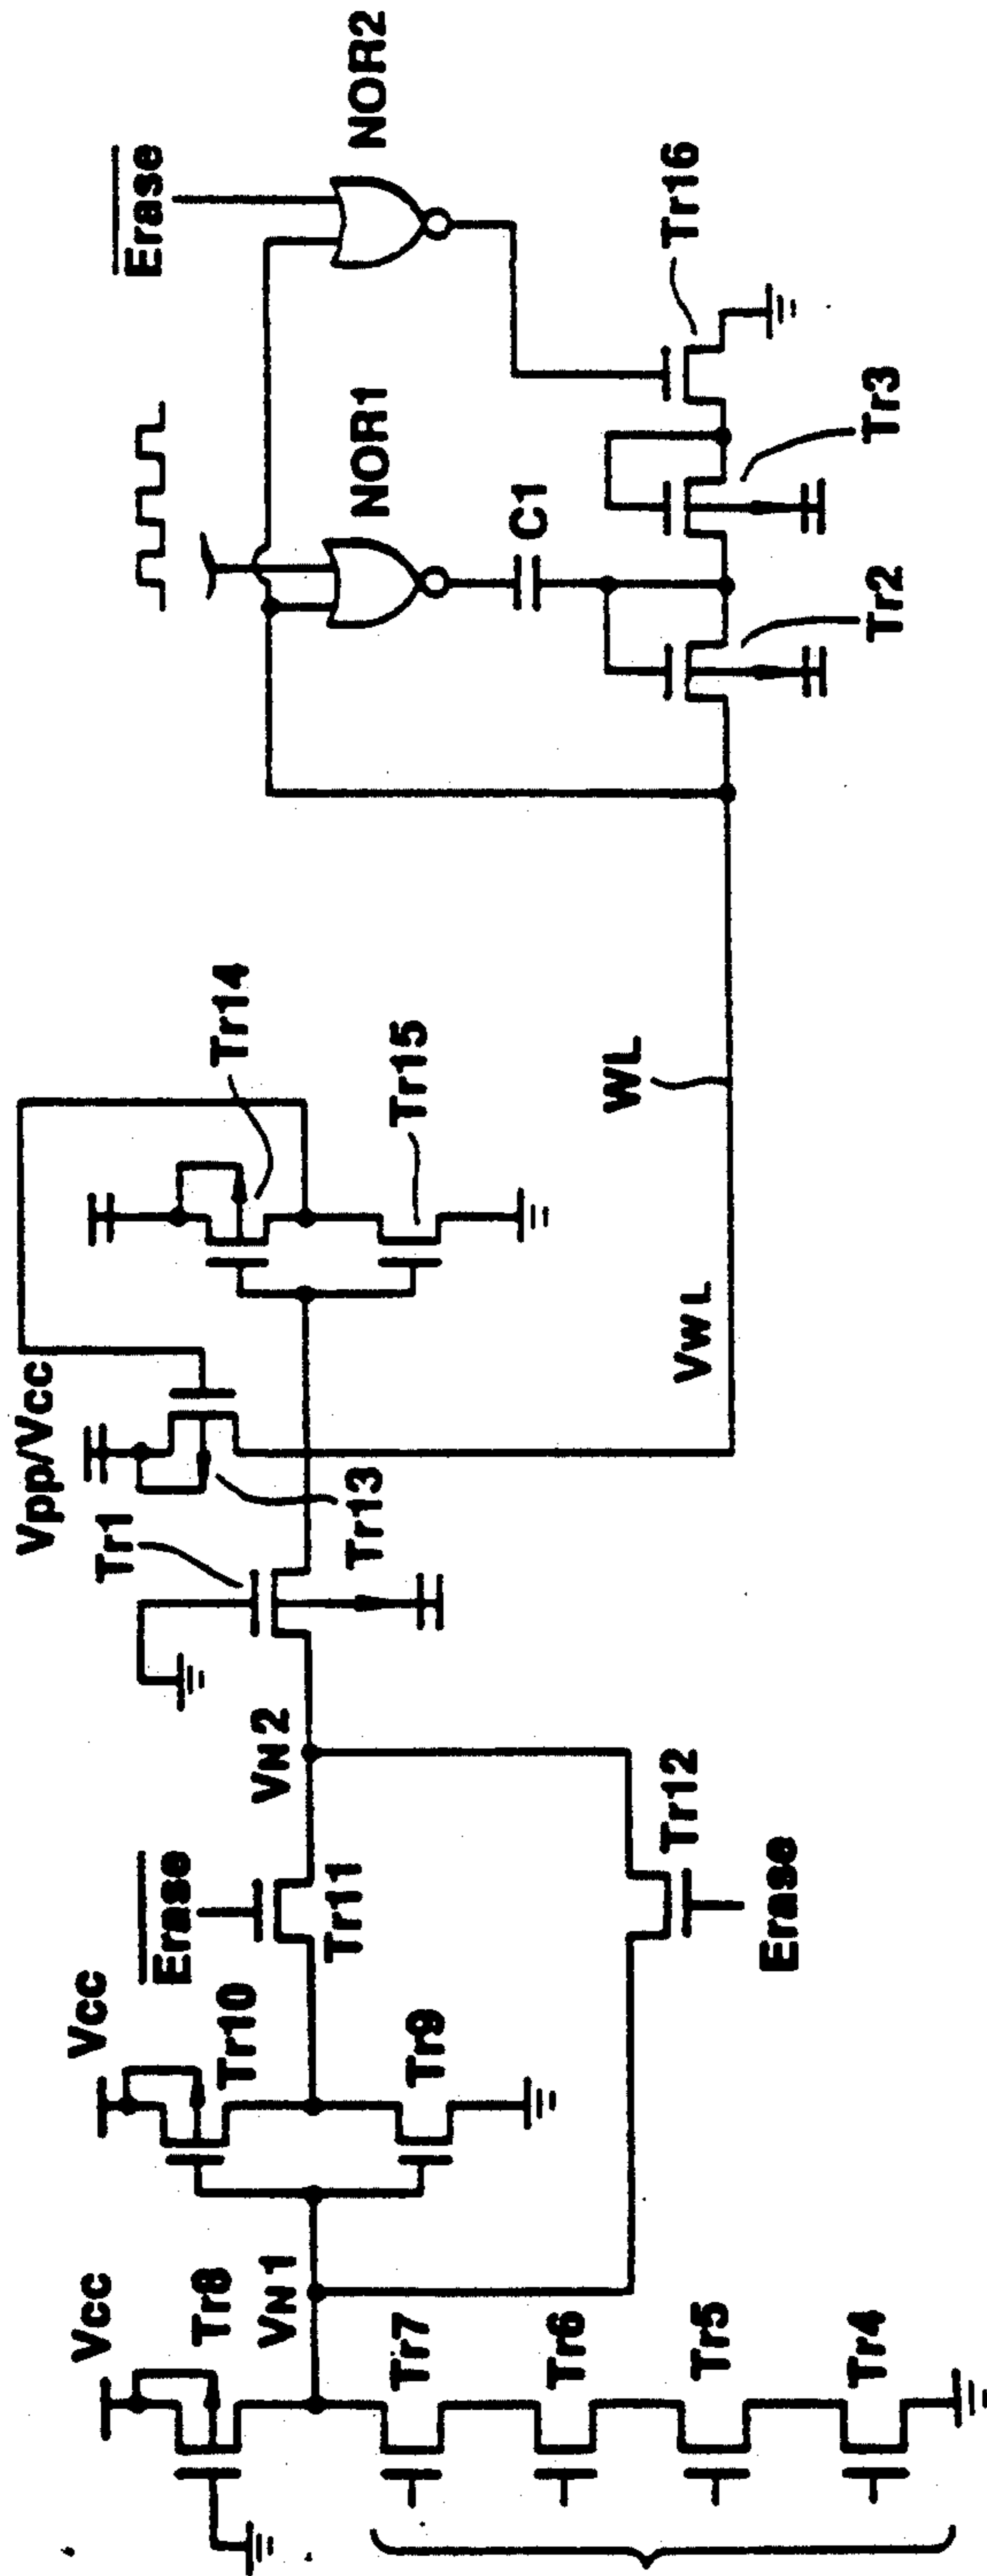 Vcc
Tr8
VN1
Tr7
Tr6
Tr5
Tr4
Vcc
Tr10
Tr9
Erase
Tr11
VN2
Tr12
Erase
Tr1
Vpp/Vcc
Tr13
Tr14
Tr15
VWL
WL
NOR1
C1
Tr2
Tr3
Erase
NOR2
Tr16